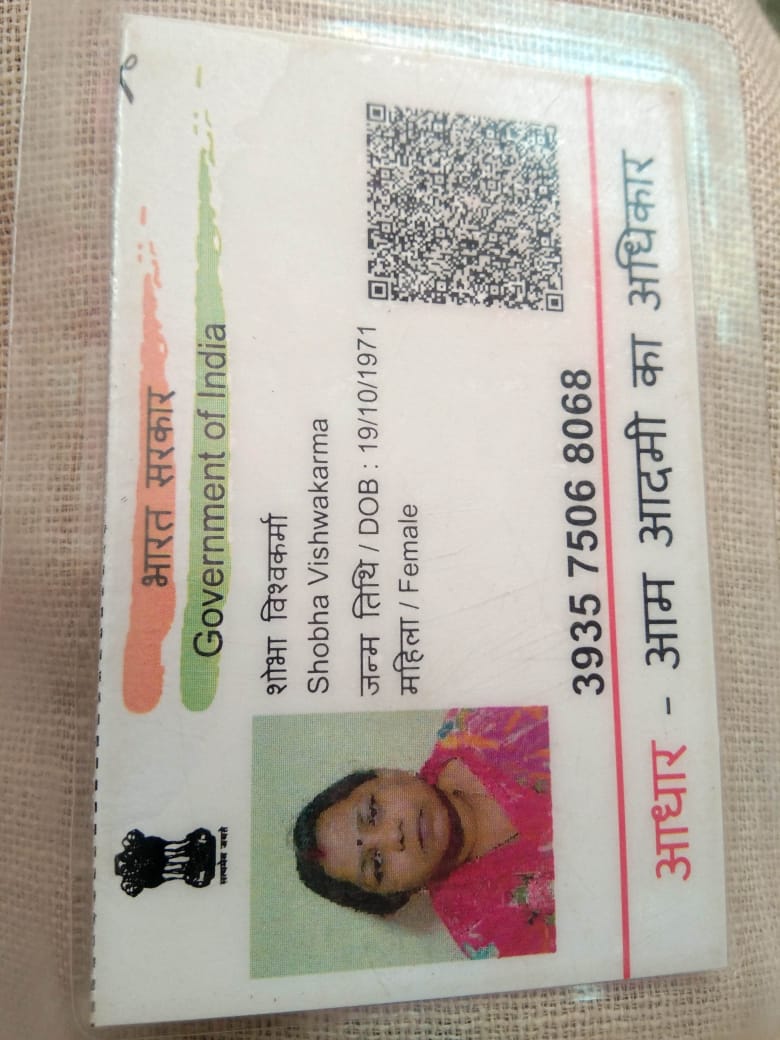 भारत सरकार
Government of India
सत्यमेव जयते
शोभा विश्वकर्मा
Shobha Vishwakarma
जन्म तिथि / DOB : 19/10/1971
महिला / Female
3935 7506 8068
आधार - आम आदमी का अधिकार